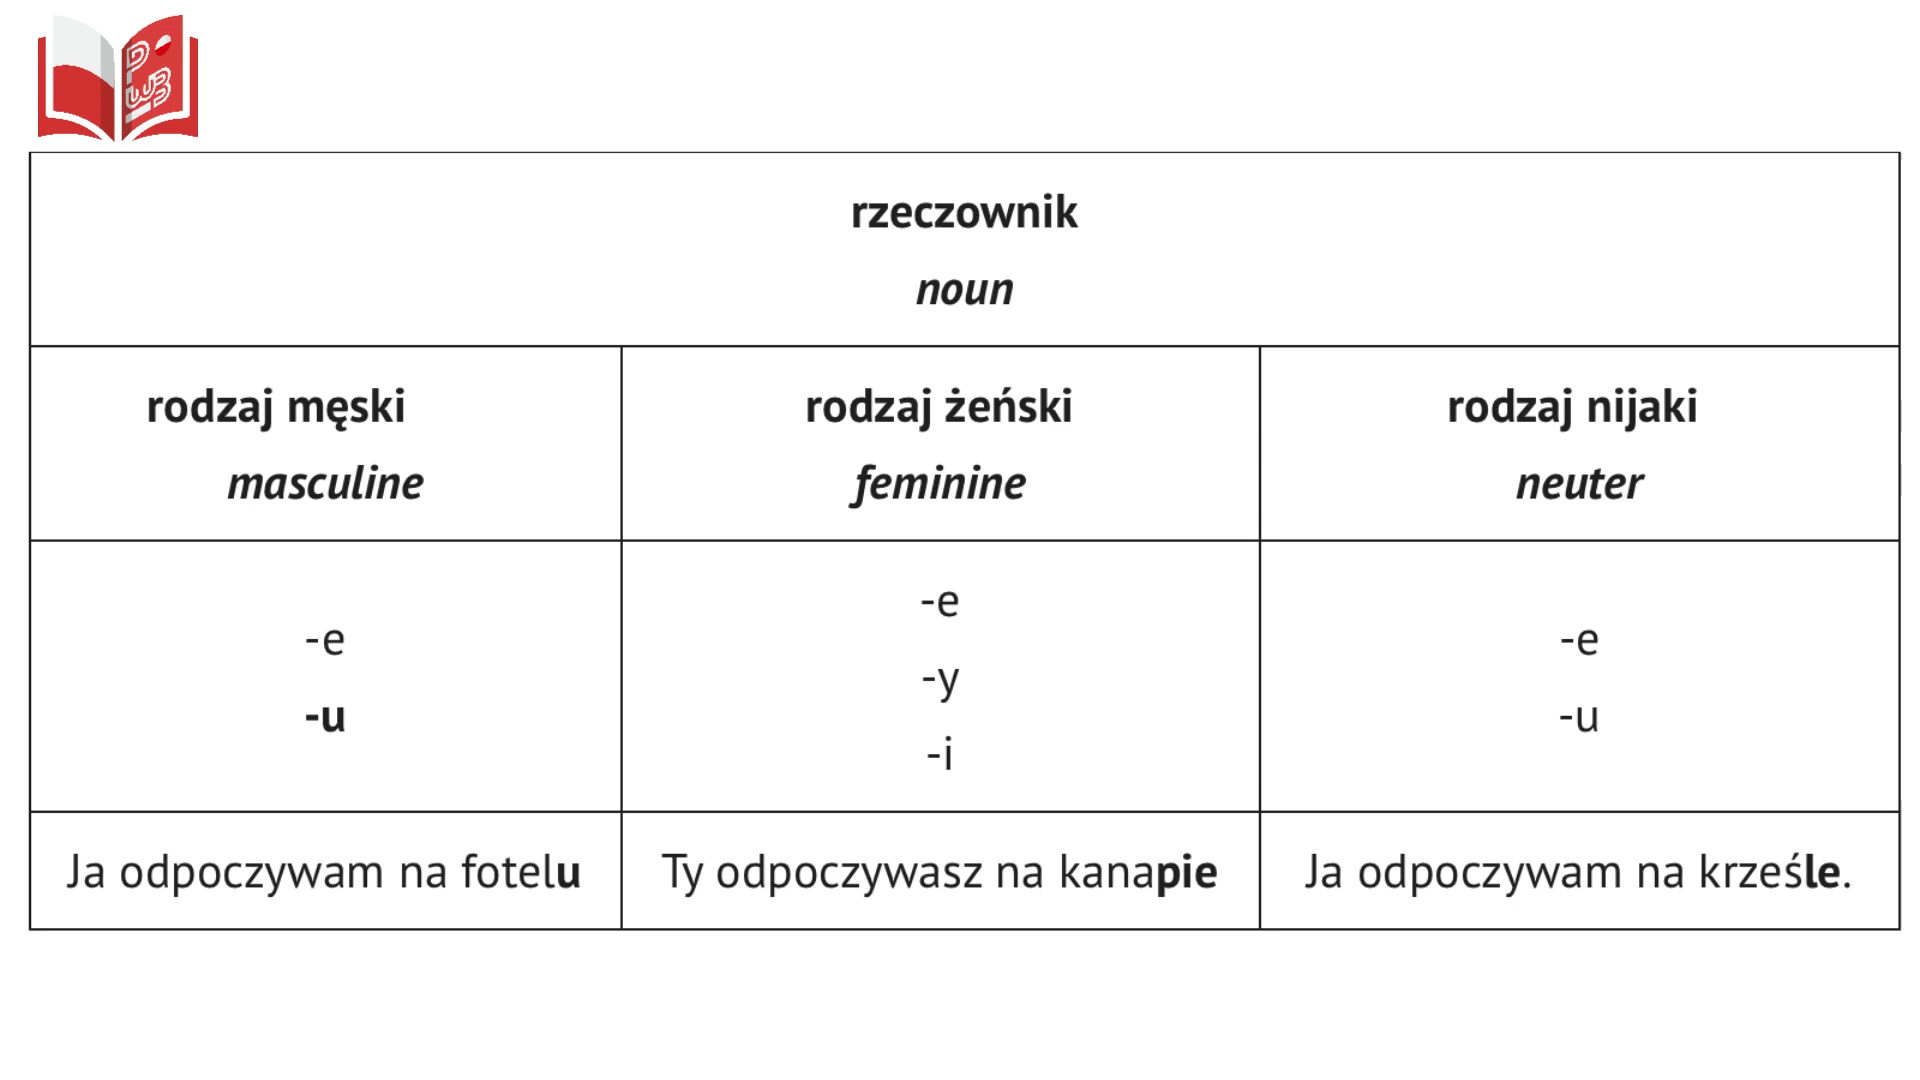 rzeczownik
noun
rodzaj męski
masculine
rodzaj żeński
feminine
rodzaj nijaki
neuter
-e
-u
-e
-y
-i
-e
-u
Ja odpoczywam na fotelu
Ty odpoczywasz na kanapie
Ja odpoczywam na krześle.